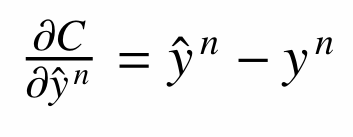 ∂C/∂ŷⁿ = ŷⁿ − yⁿ